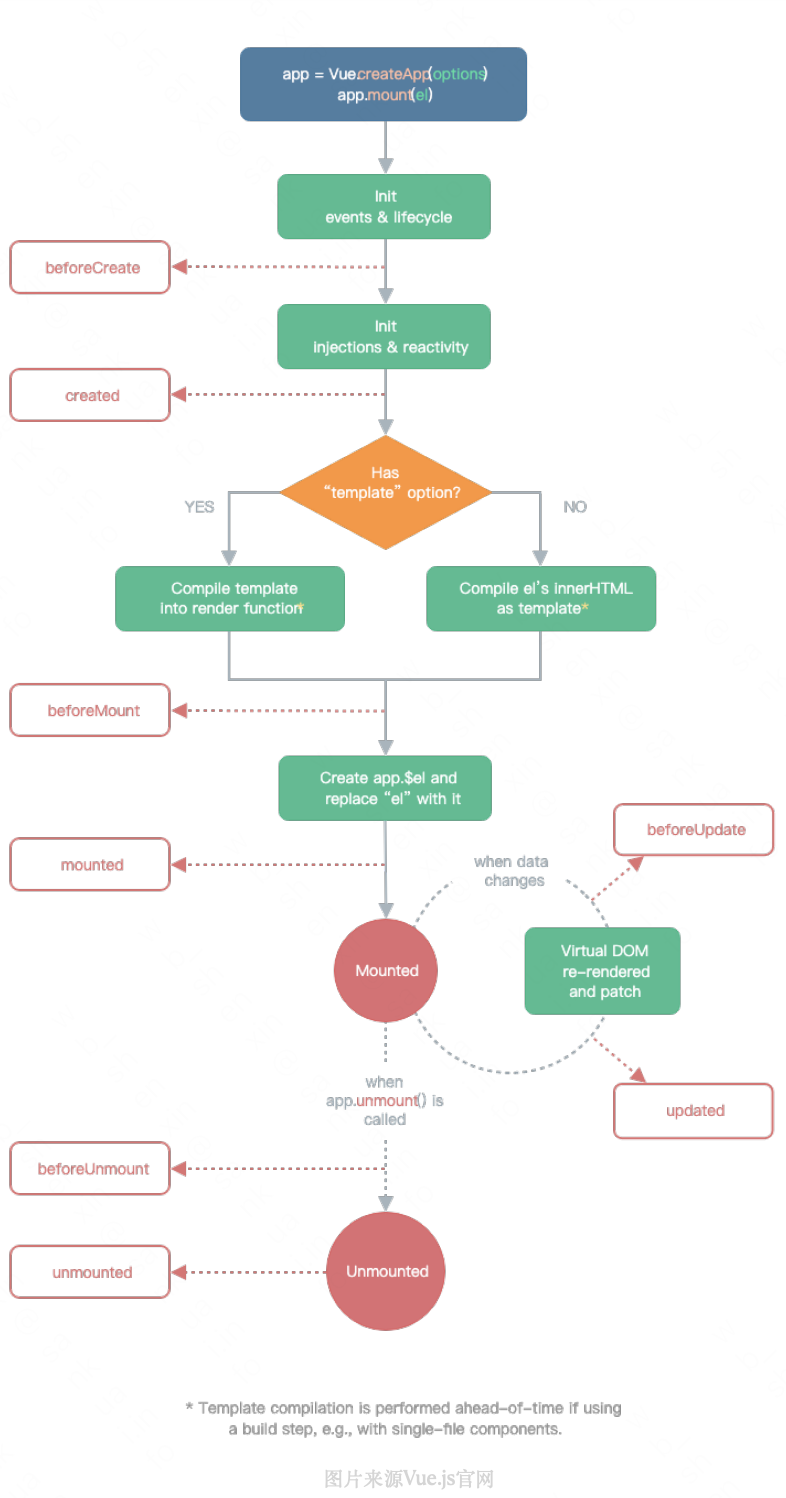 app = Vue.createApp(options)
app.mount(el)
Init
events & lifecycle
beforeCreate
Init
injections & reactivity
created
Has
“template” option?
YES
NO
Compile template
into render function*
Compile el’s innerHTML
as template*
beforeMount
Create app.$el and
replace “el” with it
mounted
beforeUpdate
when data
changes
Mounted
Virtual DOM
re-rendered
and patch
when
app.unmount() is
called
updated
beforeUnmount
unmounted
Unmounted
* Template compilation is performed ahead-of-time if using
a build step, e.g., with single-file components.
图片来源Vue.js官网